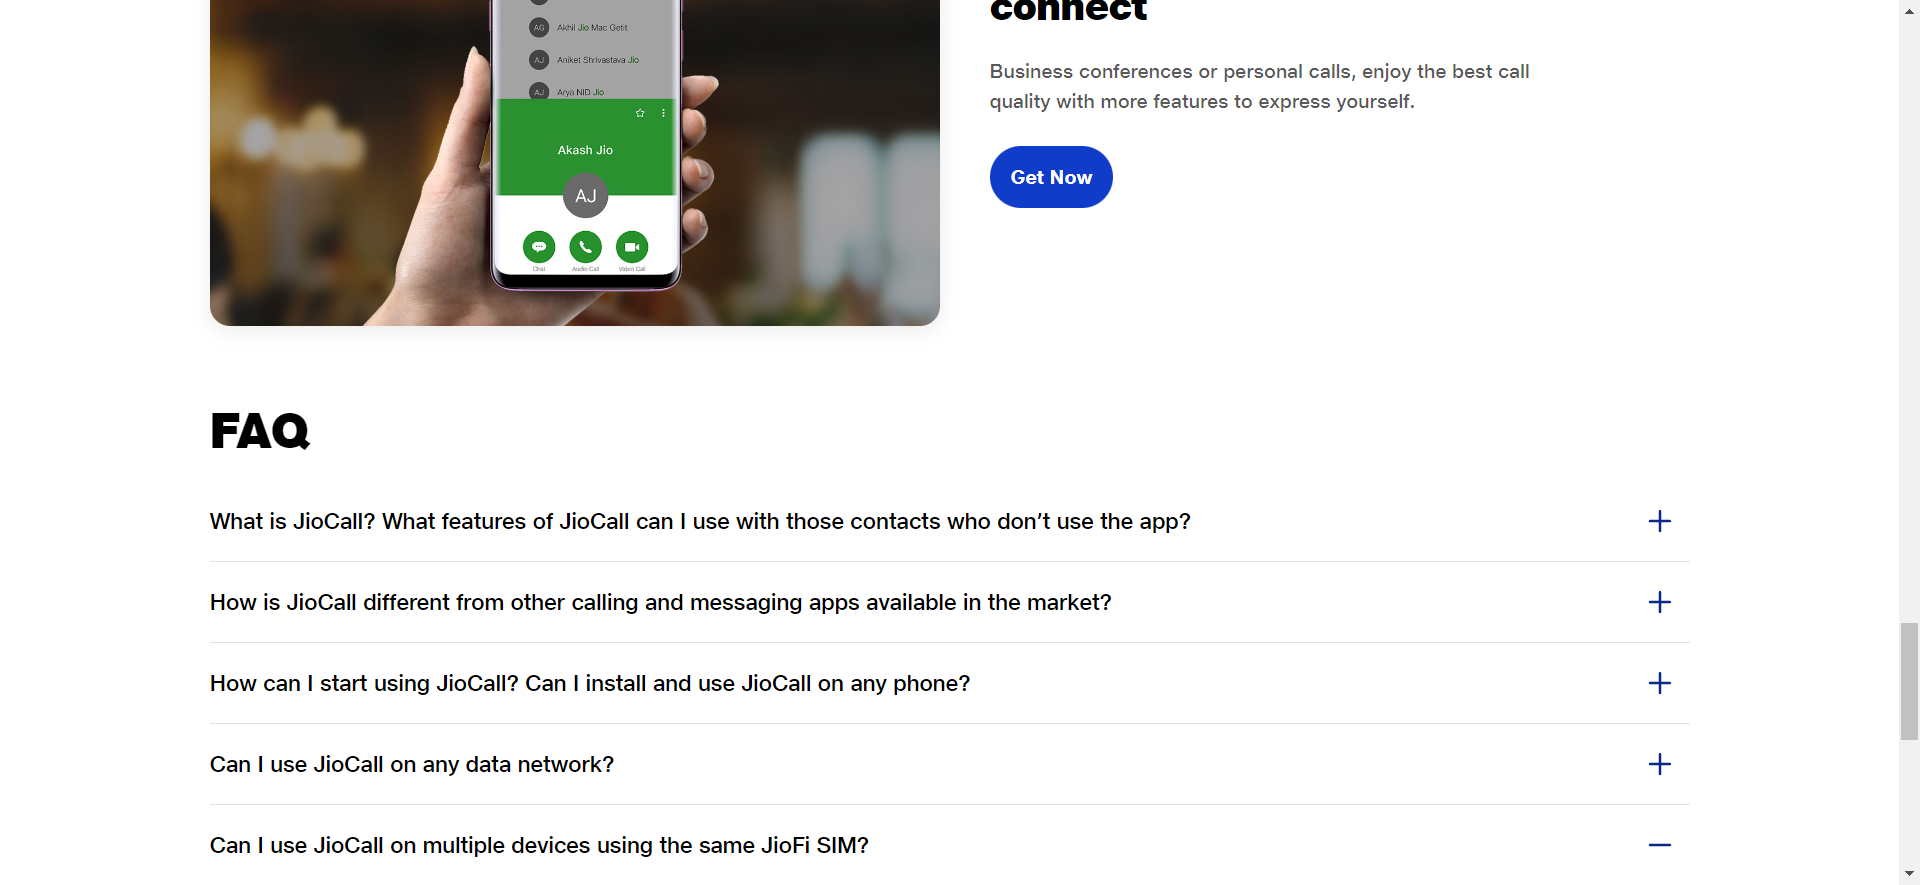 connect
Business conferences or personal calls, enjoy the best call
quality with more features to express yourself.
Get Now
AG Akhil Jio Mac Getit
AJ Aniket Shrivastava Jio
AJ Arya NID Jio
Akash Jio
AJ
Chat Audio Call Video Call
FAQ
What is JioCall? What features of JioCall can I use with those contacts who don’t use the app?
How is JioCall different from other calling and messaging apps available in the market?
How can I start using JioCall? Can I install and use JioCall on any phone?
Can I use JioCall on any data network?
Can I use JioCall on multiple devices using the same JioFi SIM?